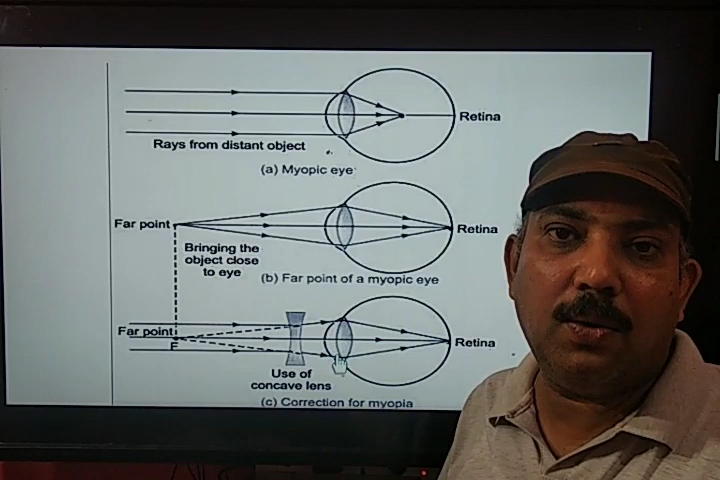 Retina
Rays from distant object
(a) Myopic eye
Far point
Retina
Bringing the
object close
to eye
(b) Far point of a myopic eye
Far point
F
Retina
Use of
concave lens
(c) Correction for myopia